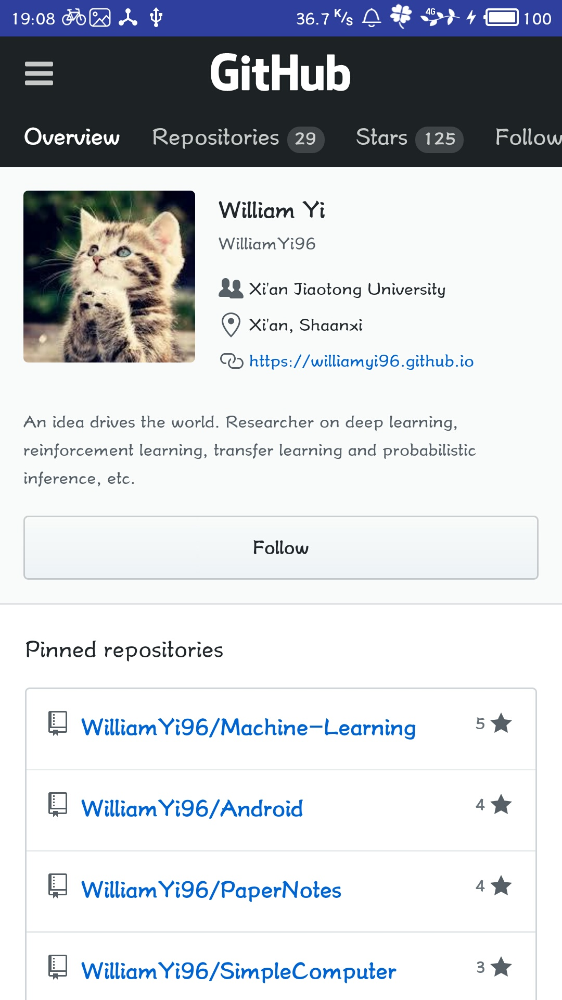 19:08 36.7 K/s 4G 100
GitHub
Overview Repositories 29 Stars 125 Follow
William Yi
WilliamYi96
Xi'an Jiaotong University
Xi'an, Shaanxi
https://williamyi96.github.io
An idea drives the world. Researcher on deep learning,
reinforcement learning, transfer learning and probabilistic
inference, etc.
Follow
Pinned repositories
WilliamYi96/Machine-Learning 5
WilliamYi96/Android 4
WilliamYi96/PaperNotes 4
WilliamYi96/SimpleComputer 3